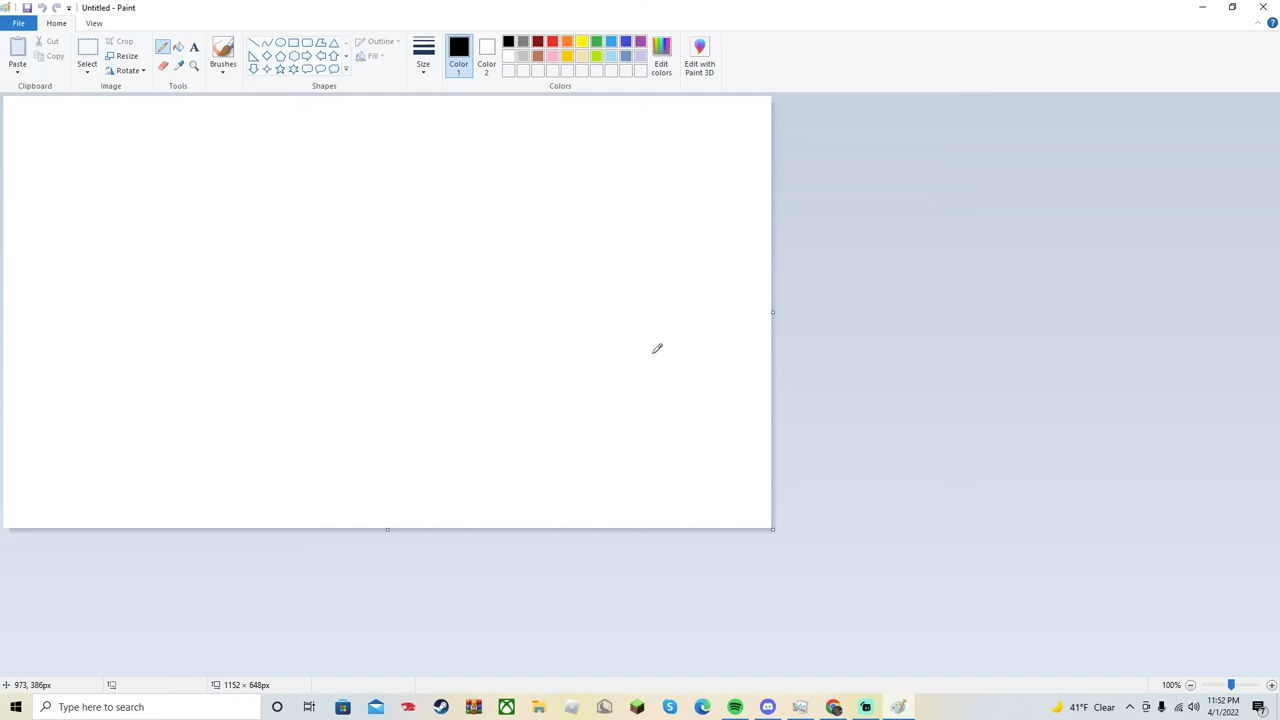 Untitled - Paint
File Home View
Paste
Cut
Copy
Clipboard
Select
Crop
Resize
Rotate
Image
A
Tools
Brushes
Outline
Fill
Shapes
Size
Color 1
Color 2
Edit colors
Colors
Edit with Paint 3D
973, 386px
1152 × 648px
100%
Type here to search
41°F Clear
11:52 PM
4/1/2022